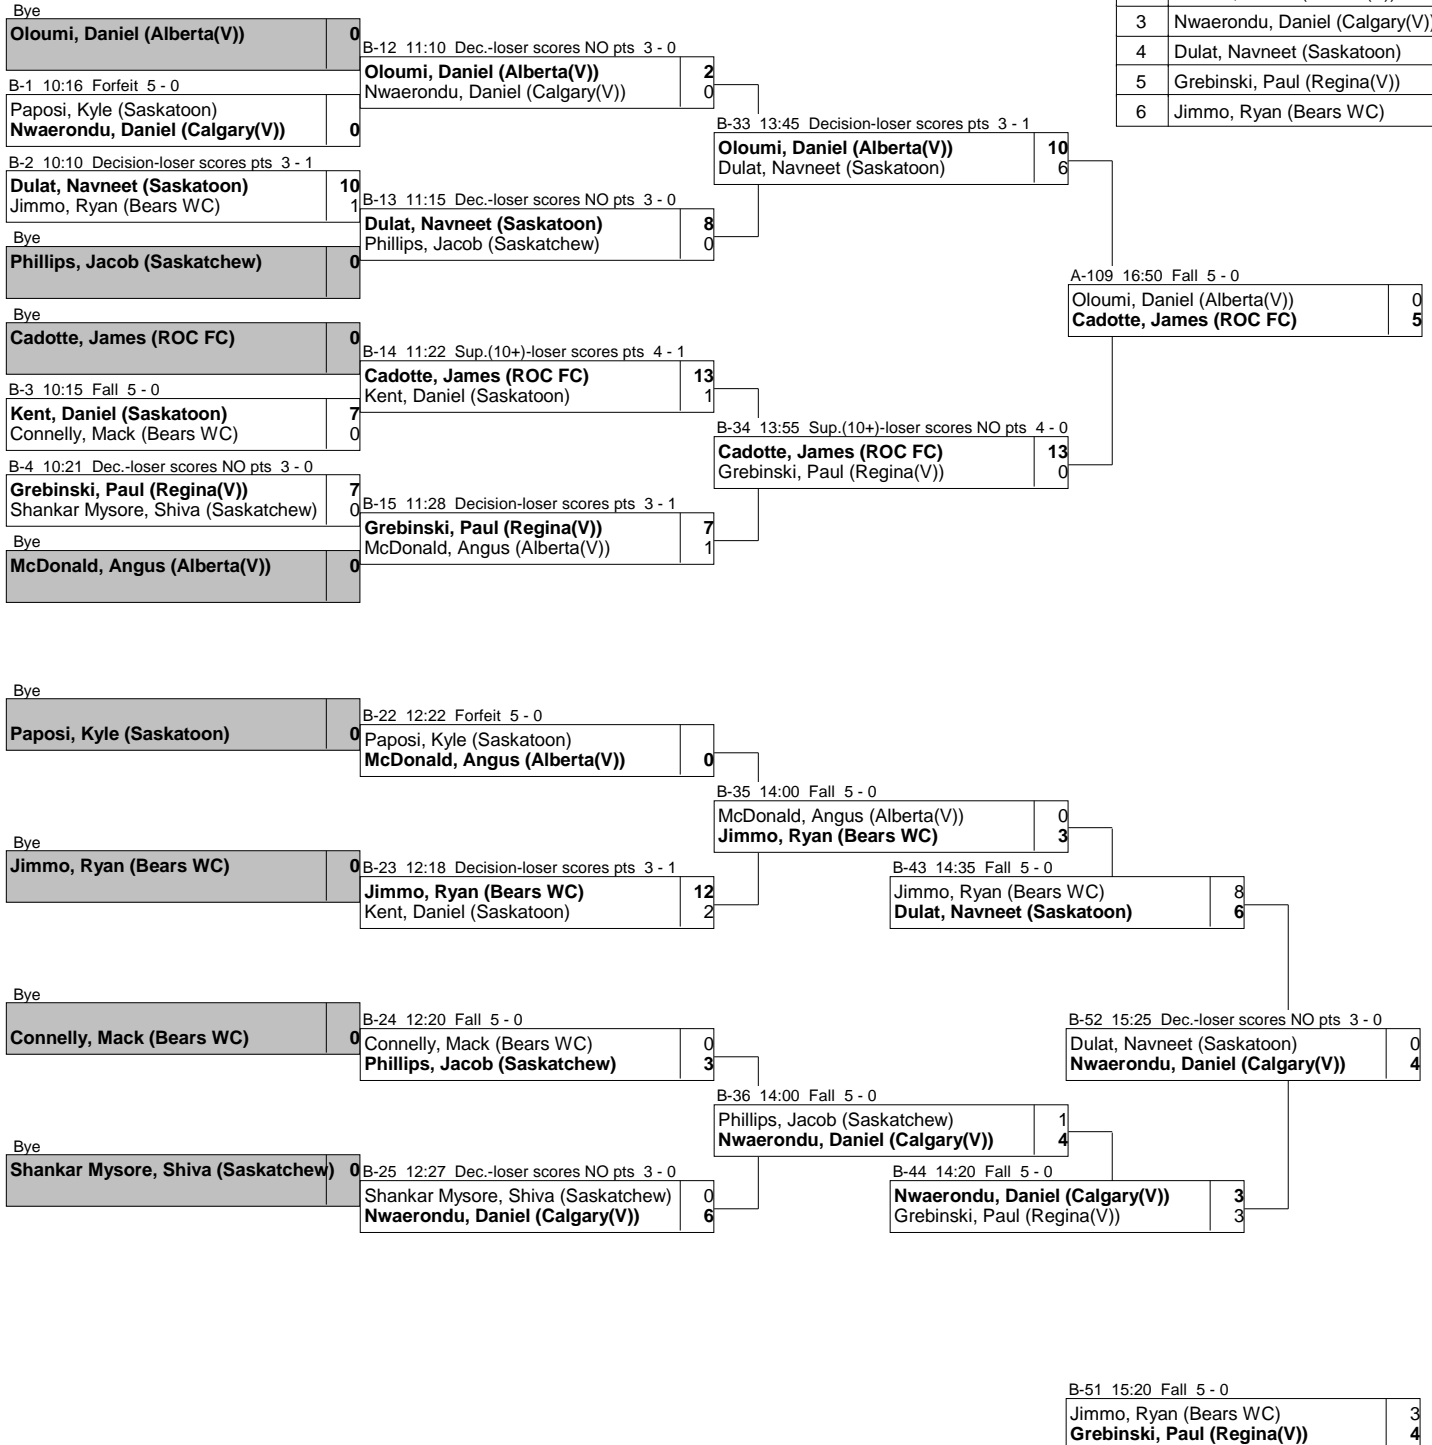 3 Nwaerondu, Daniel (Calgary(V))
4 Dulat, Navneet (Saskatoon)
5 Grebinski, Paul (Regina(V))
6 Jimmo, Ryan (Bears WC)
Bye
Oloumi, Daniel (Alberta(V)) 0
B-1 10:16 Forfeit 5 - 0
Paposi, Kyle (Saskatoon)
Nwaerondu, Daniel (Calgary(V)) 0
B-2 10:10 Decision-loser scores pts 3 - 1
Dulat, Navneet (Saskatoon) 10
Jimmo, Ryan (Bears WC) 1
Bye
Phillips, Jacob (Saskatchew) 0
Bye
Cadotte, James (ROC FC) 0
B-3 10:15 Fall 5 - 0
Kent, Daniel (Saskatoon) 7
Connelly, Mack (Bears WC) 0
B-4 10:21 Dec.-loser scores NO pts 3 - 0
Grebinski, Paul (Regina(V)) 7
Shankar Mysore, Shiva (Saskatchew) 0
Bye
McDonald, Angus (Alberta(V)) 0
B-12 11:10 Dec.-loser scores NO pts 3 - 0
Oloumi, Daniel (Alberta(V)) 2
Nwaerondu, Daniel (Calgary(V)) 0
B-13 11:15 Dec.-loser scores NO pts 3 - 0
Dulat, Navneet (Saskatoon) 8
Phillips, Jacob (Saskatchew) 0
B-14 11:22 Sup.(10+)-loser scores pts 4 - 1
Cadotte, James (ROC FC) 13
Kent, Daniel (Saskatoon) 1
B-15 11:28 Decision-loser scores pts 3 - 1
Grebinski, Paul (Regina(V)) 7
McDonald, Angus (Alberta(V)) 1
B-33 13:45 Decision-loser scores pts 3 - 1
Oloumi, Daniel (Alberta(V)) 10
Dulat, Navneet (Saskatoon) 6
B-34 13:55 Sup.(10+)-loser scores NO pts 4 - 0
Cadotte, James (ROC FC) 13
Grebinski, Paul (Regina(V)) 0
A-109 16:50 Fall 5 - 0
Oloumi, Daniel (Alberta(V)) 0
Cadotte, James (ROC FC) 5
Bye
Paposi, Kyle (Saskatoon) 0
Bye
Jimmo, Ryan (Bears WC) 0
Bye
Connelly, Mack (Bears WC) 0
Bye
Shankar Mysore, Shiva (Saskatchew) 0
B-22 12:22 Forfeit 5 - 0
Paposi, Kyle (Saskatoon)
McDonald, Angus (Alberta(V)) 0
B-23 12:18 Decision-loser scores pts 3 - 1
Jimmo, Ryan (Bears WC) 12
Kent, Daniel (Saskatoon) 2
B-24 12:20 Fall 5 - 0
Connelly, Mack (Bears WC) 0
Phillips, Jacob (Saskatchew) 3
B-25 12:27 Dec.-loser scores NO pts 3 - 0
Shankar Mysore, Shiva (Saskatchew) 0
Nwaerondu, Daniel (Calgary(V)) 6
B-35 14:00 Fall 5 - 0
McDonald, Angus (Alberta(V)) 0
Jimmo, Ryan (Bears WC) 3
B-36 14:00 Fall 5 - 0
Phillips, Jacob (Saskatchew) 1
Nwaerondu, Daniel (Calgary(V)) 4
B-43 14:35 Fall 5 - 0
Jimmo, Ryan (Bears WC) 8
Dulat, Navneet (Saskatoon) 6
B-44 14:20 Fall 5 - 0
Nwaerondu, Daniel (Calgary(V)) 3
Grebinski, Paul (Regina(V)) 3
B-52 15:25 Dec.-loser scores NO pts 3 - 0
Dulat, Navneet (Saskatoon) 0
Nwaerondu, Daniel (Calgary(V)) 4
B-51 15:20 Fall 5 - 0
Jimmo, Ryan (Bears WC) 3
Grebinski, Paul (Regina(V)) 4